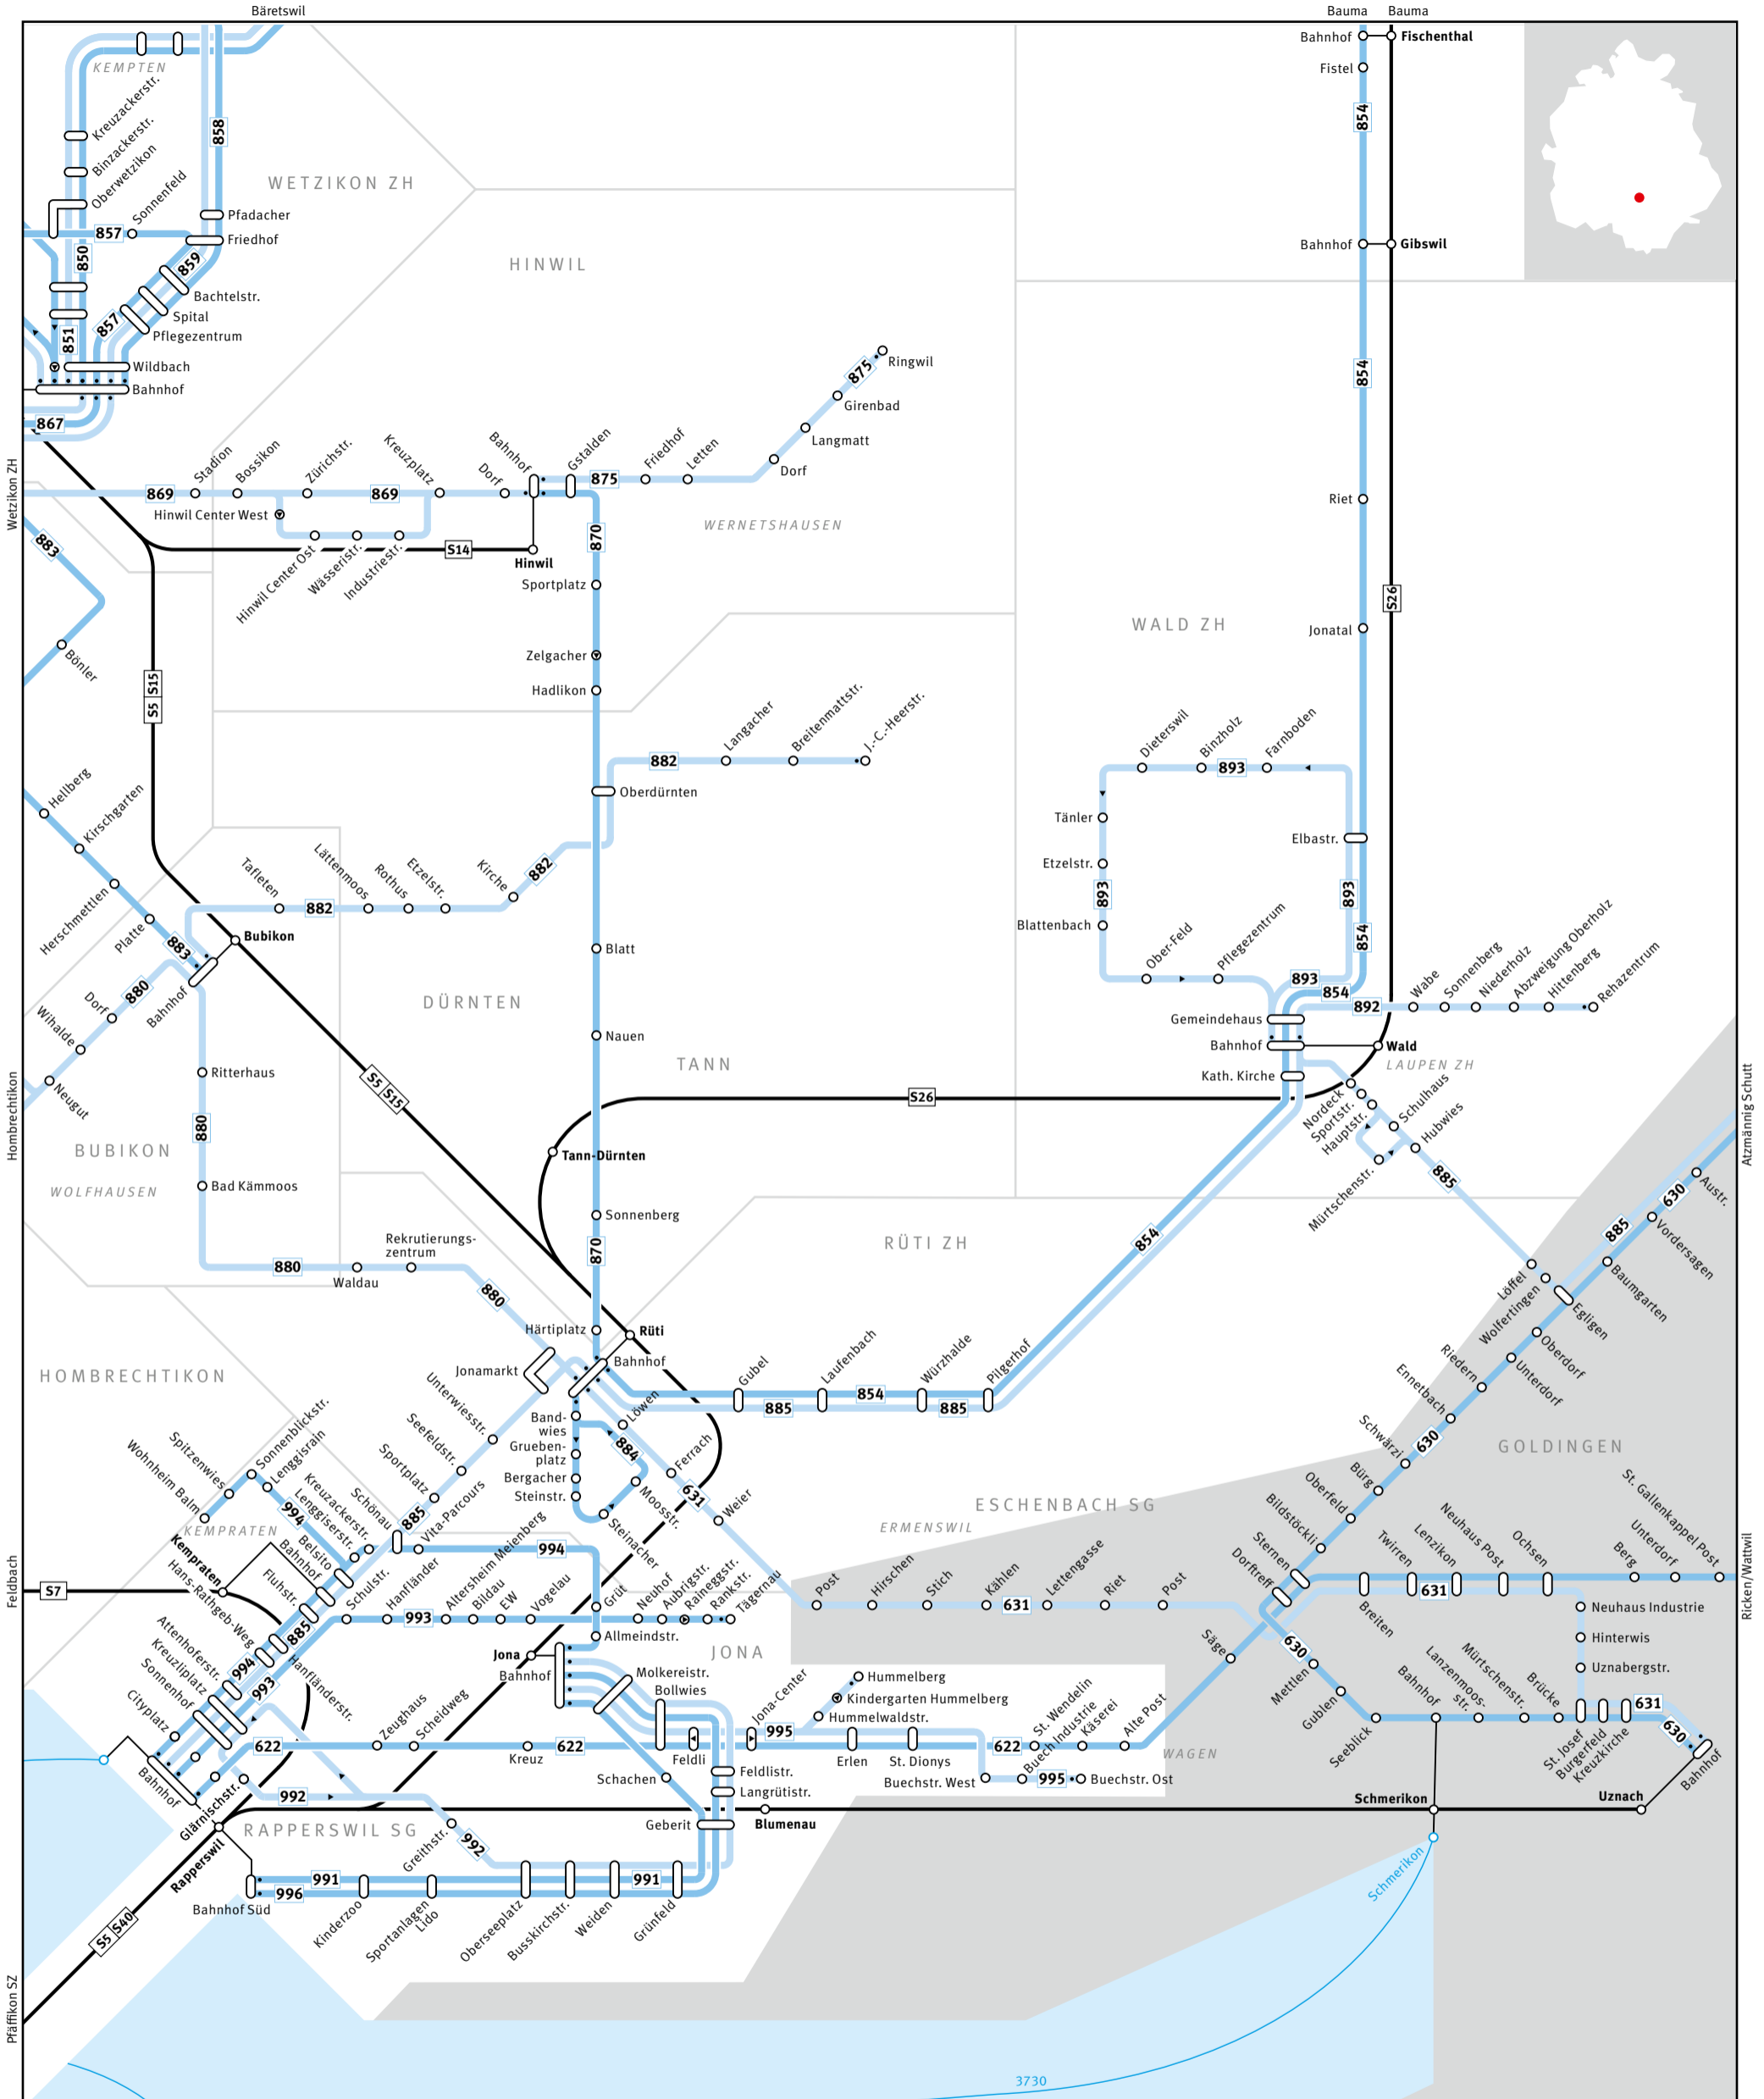 Bäretswil
Bauma
Bauma
KEMPTEN
Kreuzackerstr.
Binzackerstr.
Oberwetzikon
Sonnenfeld
857
850
858
859
857
851
Pfadacher
Friedhof
Bachtelstr.
Spital
Pflegezentrum
Wildbach
Bahnhof
867
WETZIKON ZH
HINWIL
Bahnhof
Fischenthal
Fistel
854
Bahnhof
Gibswil
854
Riet
Jonatal
S26
WALD ZH
Wetzikon ZH
Stadion
Bossikon
Zürichstr.
Kreuzplatz
Dorf
Bahnhof
Gstalden
875
Friedhof
Letten
Dorf
Langmatt
Girenbad
875
Ringwil
869
869
Hinwil Center West
Hinwil Center Ost
Wässeristr.
Industriestr.
S14
Hinwil
870
WERNETSHAUSEN
883
Bönler
S5 S15
Sportplatz
Zelgacher
Hadlikon
882
Langacher
Breitenmattstr.
J.-C.-Heerstr.
Oberdürnten
Dieterswil
Binzholz
Farnboden
893
Tänler
Etzelstr.
893
Blattenbach
Ober-Feld
Pflegezentrum
Elbastr.
893
854
893
854
892
Wabe
Sonnenberg
Niederholz
Abzweigung Oberholz
Hittenberg
Rehazentrum
Gemeindehaus
Bahnhof
Wald
Kath. Kirche
LAUPEN ZH
Nordeck
Sportstr.
Hauptstr.
Schulhaus
Hubwies
Mürtschenstr.
885
Hellberg
Kirschgarten
Herschmettlen
Platte
883
Tafleten
882
Lättenmoos
Rothus
Etzelstr.
Kirche
882
Bubikon
Bahnhof
880
Dorf
Wihalde
Neugut
Ritterhaus
880
Bad Kämmoos
BUBIKON
WOLFHAUSEN
Hombrechtikon
DÜRNTEN
Blatt
Nauen
TANN
S5 S15
S26
Tann-Dürnten
Sonnenberg
870
RÜTI ZH
854
Rekrutierungs-
zentrum
880
Waldau
880
Härtiplatz
Rüti
Bahnhof
Jonamarkt
Gubel
Laufenbach
Würzhalde
Pilgerhof
854
885
885
HOMBRECHTIKON
Unterwiesstr.
Seefeldstr.
Sportplatz
885
Vita-Parcours
Schönau
Band-
wies
Grueben-
platz
Bergacher
Steinstr.
Löwen
884
Moosstr.
Steinacher
Ferrach
631
Weier
Atzmännig Schutt
Austr.
630
Vordersagen
885
Baumgarten
Löffel
Wolfertingen
Egligen
Oberdorf
Unterdorf
Riedern
Ennetbach
630
Schwärzi
Bürg
Oberfeld
Bildstöckli
Sternen
Dorftreff
GOLDINGEN
ESCHENBACH SG
ERMENSWIL
Wohnheim Balm
Spitzenwies
Sonnenblickstr.
Lenggisrain
994
Kreuzackerstr.
Lenggiserstr.
Belsito
Bahnhof
Fluhstr.
KEMPRATEN
Kempraten
Hans-Rathgeb-Weg
S7
Feldbach
Schulstr.
Hanfländer
Altersheim Meienberg
Bildau
EW
Vogelau
993
994
Grüt
Neuhof
Aubrigstr.
Raineggstr.
Rankstr.
Tägernau
Allmeindstr.
JONA
Post
Hirschen
Stich
Kählen
631
Lettengasse
Riet
Post
Säge
630
Mettlen
Gublen
Seeblick
Twirren
Lenzikon
Neuhaus Post
Ochsen
Berg
Unterdorf
St. Gallenkappel Post
631
Breiten
Neuhaus Industrie
Hinterwis
Uznabergstr.
Ricken/Wattwil
Bahnhof
Lanzenmoos-
str.
Mürtschenstr.
Brücke
St. Josef
Burgerfeld
Kreuzkirche
631
630
Bahnhof
Uznach
Schmerikon
Schmerikon
885
994
993
Attenhoferstr.
Kreuzliplatz
Sonnenhof
Cityplatz
Bahnhof
Glärnischstr.
Hanfländerstr.
Zeughaus
Scheidweg
622
Kreuz
622
Jona
Bahnhof
Molkereistr.
Bollwies
Jona-Center
Hummelberg
Kindergarten Hummelberg
Hummelwaldstr.
995
Feldli
Erlen
St. Dionys
622
St. Wendelin
Buech Industrie
Käserei
Alte Post
WAGEN
Buechstr. West
995
Buechstr. Ost
Schachen
Feldlistr.
Langrütistr.
Geberit
Blumenau
992
Greithstr.
992
RAPPERSWIL SG
Rapperswil
Bahnhof Süd
991
996
Kinderzoo
Sportanlagen
Lido
Oberseeplatz
Busskirchstr.
Weiden
991
Grünfeld
S5 S40
Pfäffikon SZ
3730